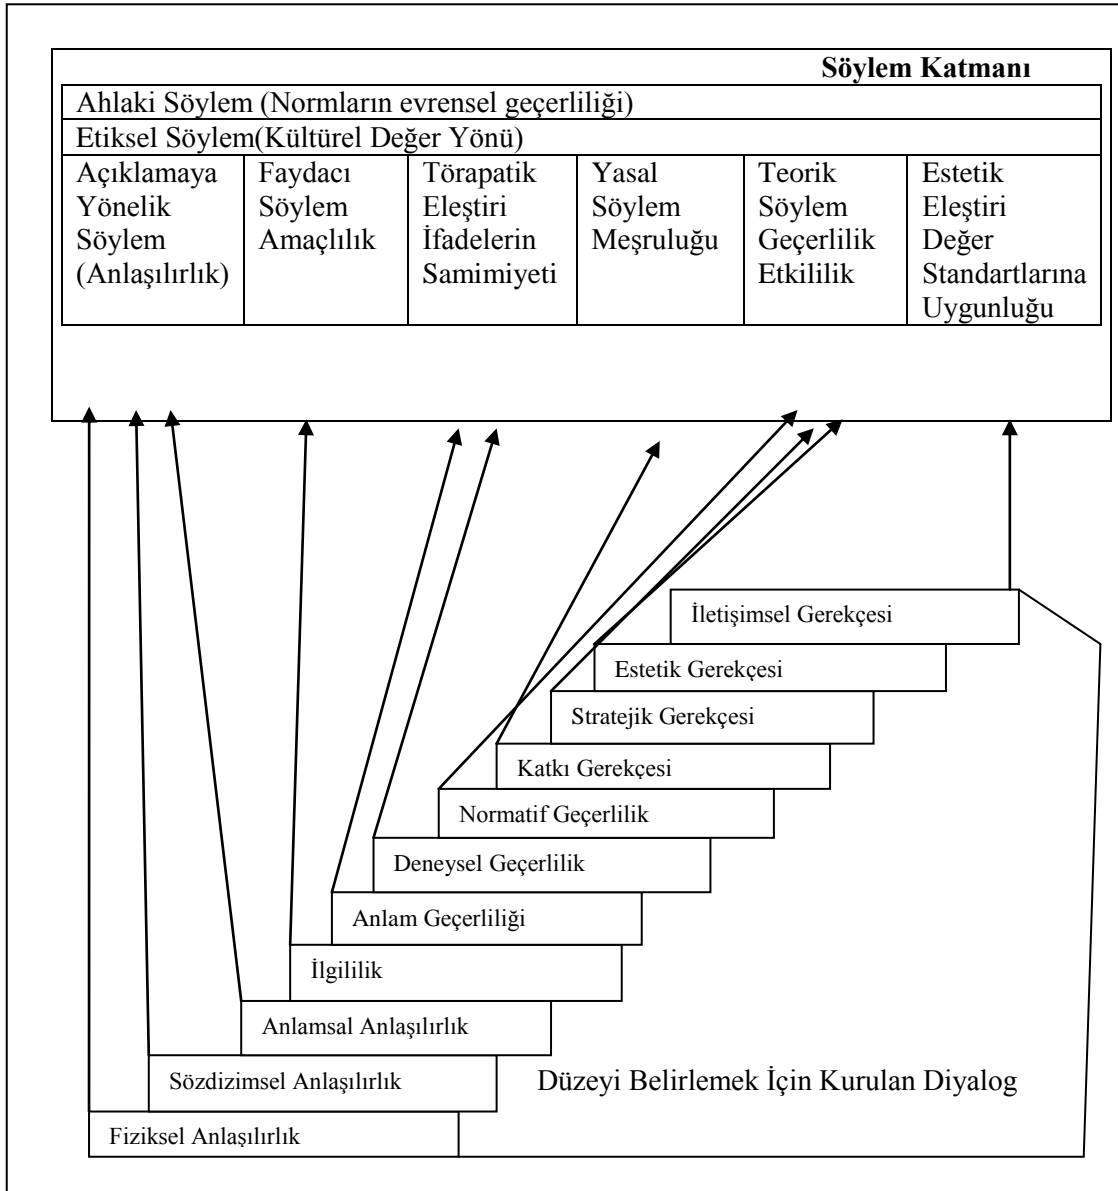 Söylem Katmanı
Ahlaki Söylem (Normların evrensel geçerliliği)
Etiksel Söylem(Kültürel Değer Yönü)
Açıklamaya
Yönelik
Söylem
(Anlaşılırlık)
Faydacı
Söylem
Amaçlılık
Törapatik
Eleştiri
İfadelerin
Samimiyeti
Yasal
Söylem
Meşruluğu
Teorik
Söylem
Geçerlilik
Etkililik
Estetik
Eleştiri
Değer
Standartlarına
Uygunluğu
İletişimsel Gerekçesi
Estetik Gerekçesi
Stratejik Gerekçesi
Katkı Gerekçesi
Normatif Geçerlilik
Deneysel Geçerlilik
Anlam Geçerliliği
İlgililik
Anlamsal Anlaşılırlık
Sözdizimsel Anlaşılırlık
Düzeyi Belirlemek İçin Kurulan Diyalog
Fiziksel Anlaşılırlık